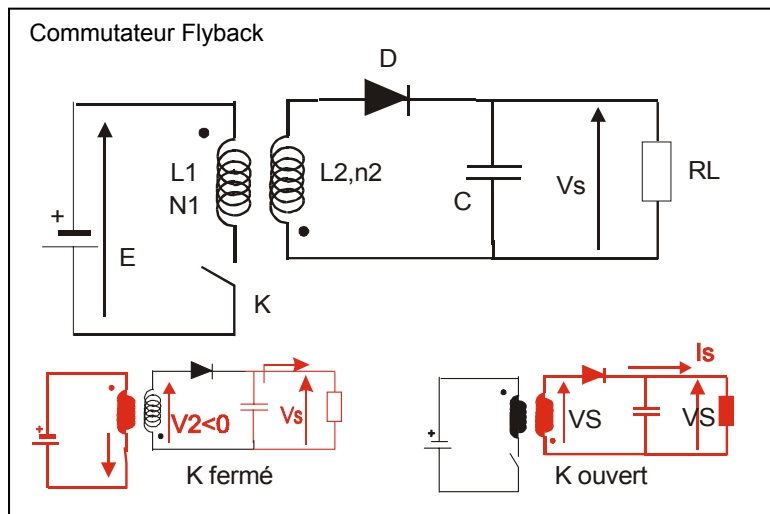 Commutateur Flyback
D
L1
N1
L2,n2
C
Vs
RL
+
E
K
Is
+
V2<0
Vs
+
VS
VS
K fermé
K ouvert